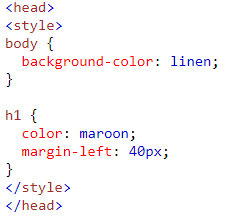 <head>
<style>
body {
  background-color: linen;
}

h1 {
  color: maroon;
  margin-left: 40px;
}
</style>
</head>